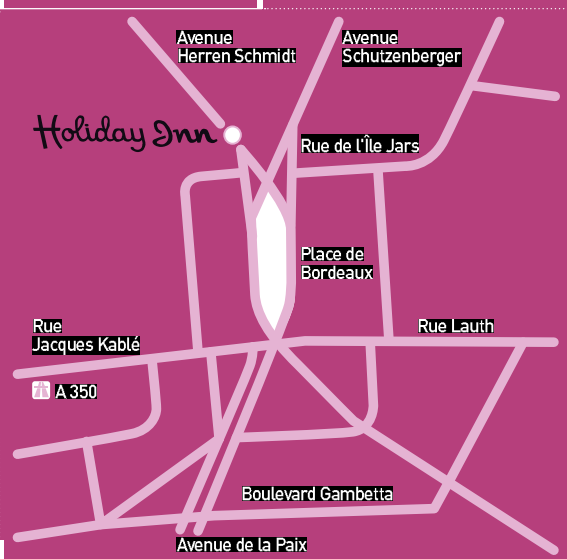 Avenue
Herren Schmidt
Avenue
Schutzenberger
Holiday Inn
Rue de l'Île Jars
Place de
Bordeaux
Rue
Jacques Kablé
Rue Lauth
A 350
Boulevard Gambetta
Avenue de la Paix